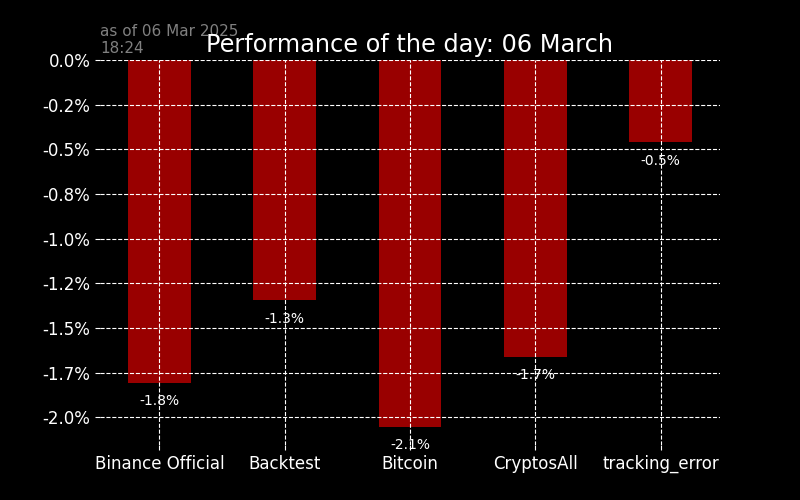 as of 06 Mar 2025
18:24
Performance of the day: 06 March
0.0%
-0.2%
-0.5%
-0.8%
-1.0%
-1.2%
-1.5%
-1.7%
-2.0%
-1.8%
-1.3%
-2.1%
-1.7%
-0.5%
Binance Official
Backtest
Bitcoin
CryptosAll
tracking_error